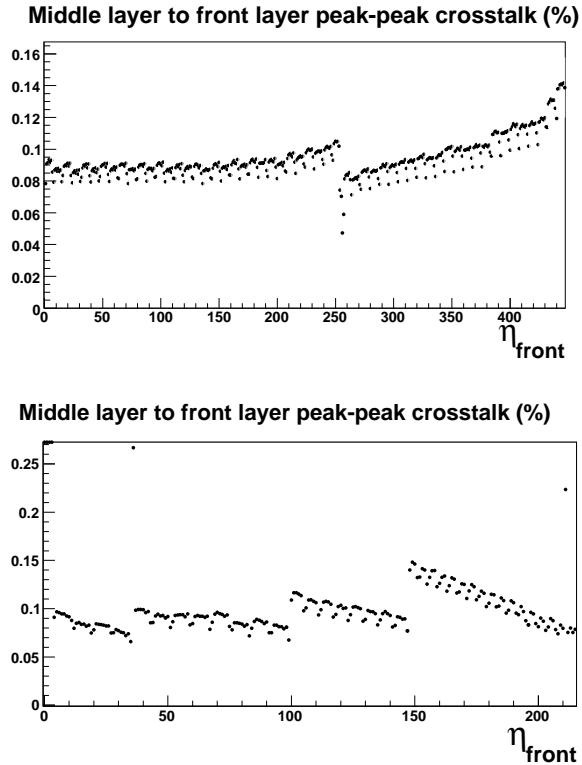 Middle layer to front layer peak-peak crosstalk (%)
0.16
0.14
0.12
0.1
0.08
0.06
0.04
0.02
0
0 50 100 150 200 250 300 350 400
η front
Middle layer to front layer peak-peak crosstalk (%)
0.25
0.2
0.15
0.1
0.05
0
0 50 100 150 200
η front